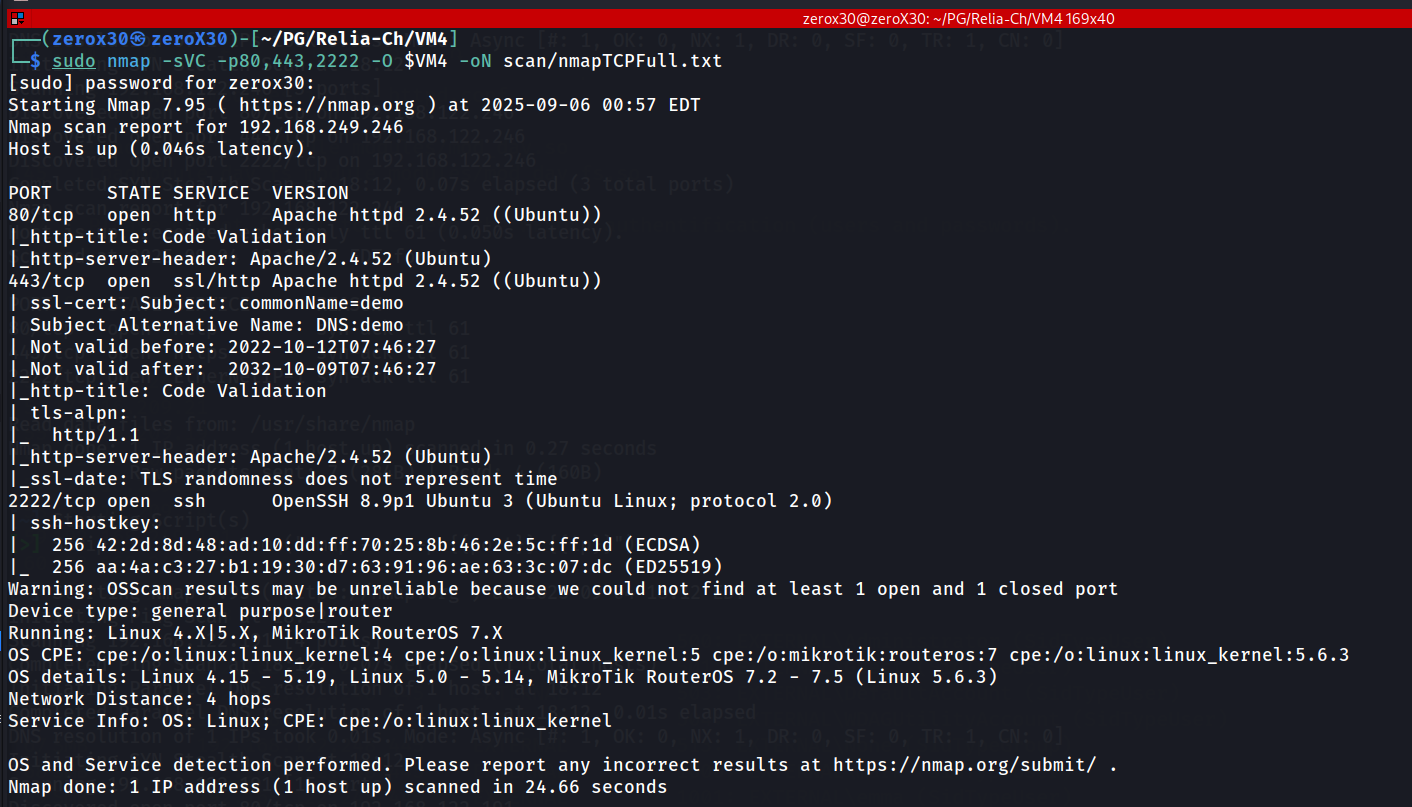 zerox30@zeroX30: ~/PG/Relia-Ch/VM4 169x40
┌──(zerox30㉿zeroX30)-[~/PG/Relia-Ch/VM4]
└─$ sudo nmap -sVC -p80,443,2222 -O $VM4 -oN scan/nmapTCPFull.txt
[sudo] password for zerox30:
Starting Nmap 7.95 ( https://nmap.org ) at 2025-09-06 00:57 EDT
Nmap scan report for 192.168.249.246
Host is up (0.046s latency).

PORT     STATE SERVICE  VERSION
80/tcp   open  http     Apache httpd 2.4.52 ((Ubuntu))
|_http-title: Code Validation
|_http-server-header: Apache/2.4.52 (Ubuntu)
443/tcp  open  ssl/http Apache httpd 2.4.52 ((Ubuntu))
| ssl-cert: Subject: commonName=demo
| Subject Alternative Name: DNS:demo
| Not valid before: 2022-10-12T07:46:27
|_Not valid after:  2032-10-09T07:46:27
|_http-title: Code Validation
| tls-alpn:
|_  http/1.1
|_http-server-header: Apache/2.4.52 (Ubuntu)
|_ssl-date: TLS randomness does not represent time
2222/tcp open  ssh      OpenSSH 8.9p1 Ubuntu 3 (Ubuntu Linux; protocol 2.0)
| ssh-hostkey:
|   256 42:2d:8d:48:ad:10:dd:ff:70:25:8b:46:2e:5c:ff:1d (ECDSA)
|_  256 aa:4a:c3:27:b1:19:30:d7:63:91:96:ae:63:3c:07:dc (ED25519)
Warning: OSScan results may be unreliable because we could not find at least 1 open and 1 closed port
Device type: general purpose|router
Running: Linux 4.X|5.X, MikroTik RouterOS 7.X
OS CPE: cpe:/o:linux:linux_kernel:4 cpe:/o:linux:linux_kernel:5 cpe:/o:mikrotik:routeros:7 cpe:/o:linux:linux_kernel:5.6.3
OS details: Linux 4.15 - 5.19, Linux 5.0 - 5.14, MikroTik RouterOS 7.2 - 7.5 (Linux 5.6.3)
Network Distance: 4 hops
Service Info: OS: Linux; CPE: cpe:/o:linux:linux_kernel

OS and Service detection performed. Please report any incorrect results at https://nmap.org/submit/ .
Nmap done: 1 IP address (1 host up) scanned in 24.66 seconds